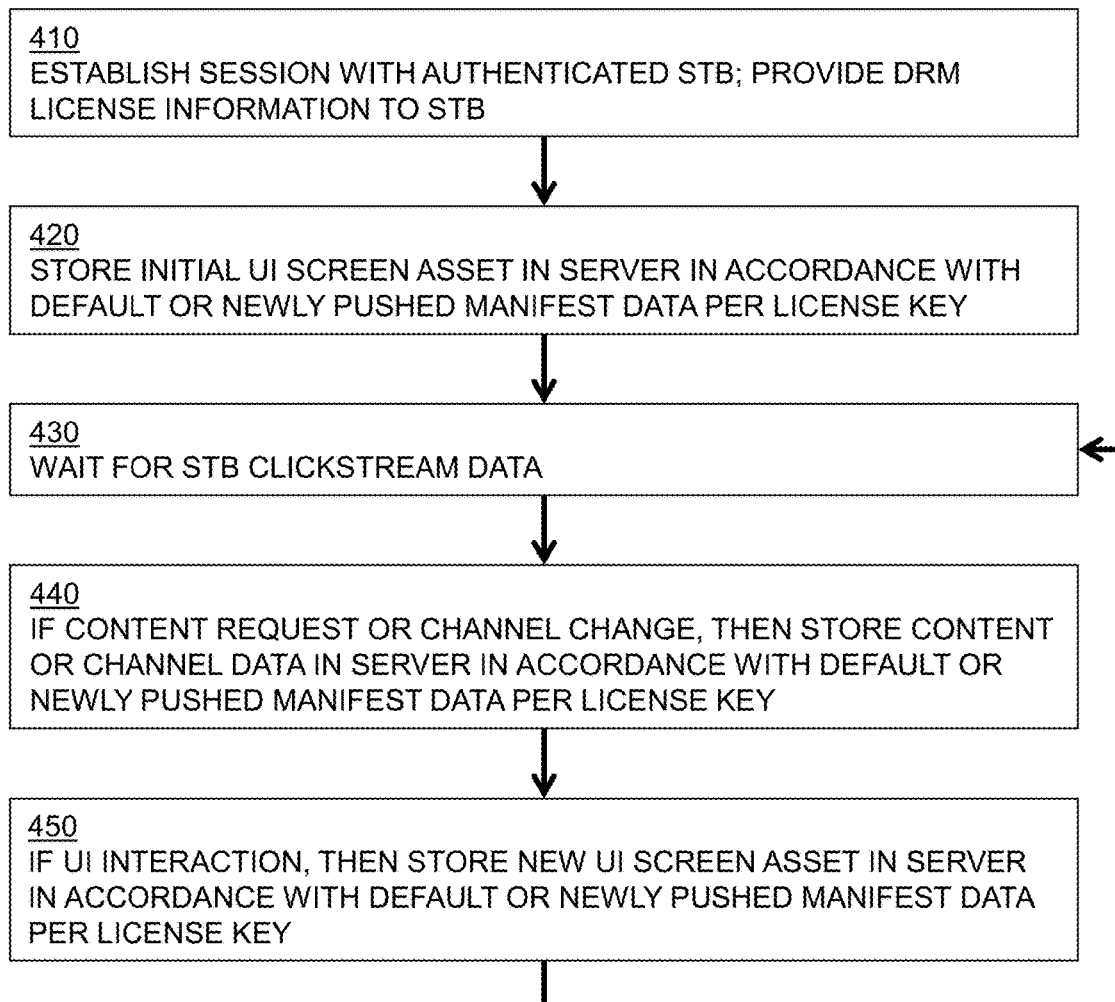 410
ESTABLISH SESSION WITH AUTHENTICATED STB; PROVIDE DRM
LICENSE INFORMATION TO STB
420
STORE INITIAL UI SCREEN ASSET IN SERVER IN ACCORDANCE WITH
DEFAULT OR NEWLY PUSHED MANIFEST DATA PER LICENSE KEY
430
WAIT FOR STB CLICKSTREAM DATA
440
IF CONTENT REQUEST OR CHANNEL CHANGE, THEN STORE CONTENT
OR CHANNEL DATA IN SERVER IN ACCORDANCE WITH DEFAULT OR
NEWLY PUSHED MANIFEST DATA PER LICENSE KEY
450
IF UI INTERACTION, THEN STORE NEW UI SCREEN ASSET IN SERVER
IN ACCORDANCE WITH DEFAULT OR NEWLY PUSHED MANIFEST DATA
PER LICENSE KEY